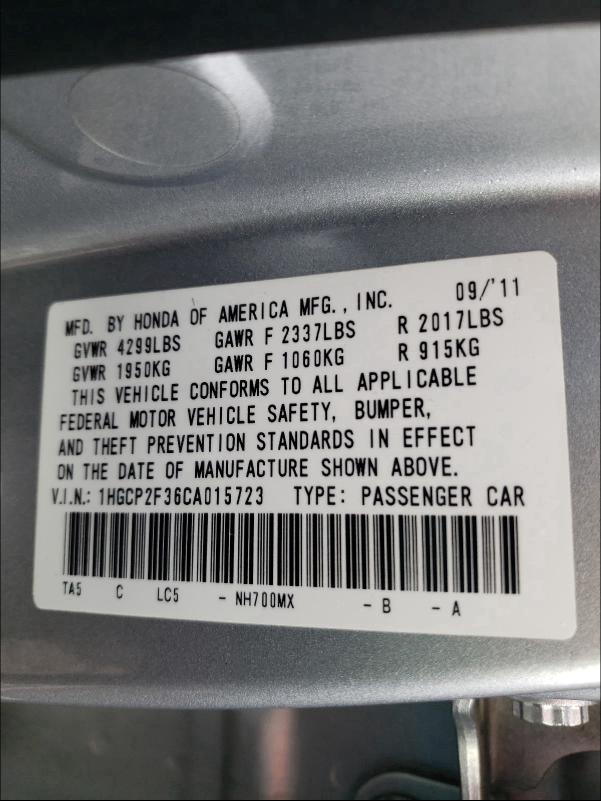 MFD. BY HONDA OF AMERICA MFG., INC. 09/'11
GVWR 4299LBS GAWR F 2337LBS R 2017LBS
GVWR 1950KG GAWR F 1060KG R 915KG
THIS VEHICLE CONFORMS TO ALL APPLICABLE
FEDERAL MOTOR VEHICLE SAFETY, BUMPER,
AND THEFT PREVENTION STANDARDS IN EFFECT
ON THE DATE OF MANUFACTURE SHOWN ABOVE.
V.I.N.: 1HGCP2F36CA015723 TYPE: PASSENGER CAR
TA5 C LC5 - NH700MX - B - A